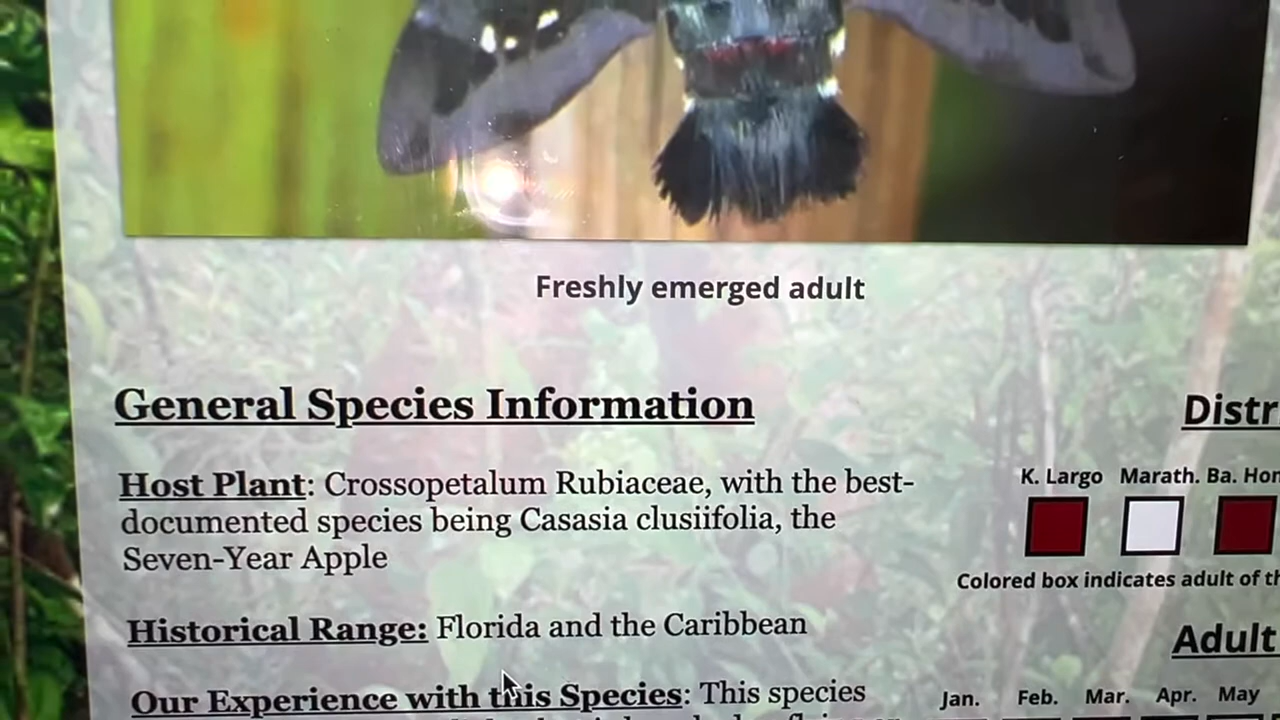 Freshly emerged adult
General Species Information
Distr
Host Plant: Crossopetalum Rubiaceae, with the best-
documented species being Casasia clusiifolia, the
Seven-Year Apple
K. Largo Marath. Ba. Hon
Colored box indicates adult of th
Historical Range: Florida and the Caribbean
Adult
Our Experience with this Species: This species
Jan. Feb. Mar. Apr. May